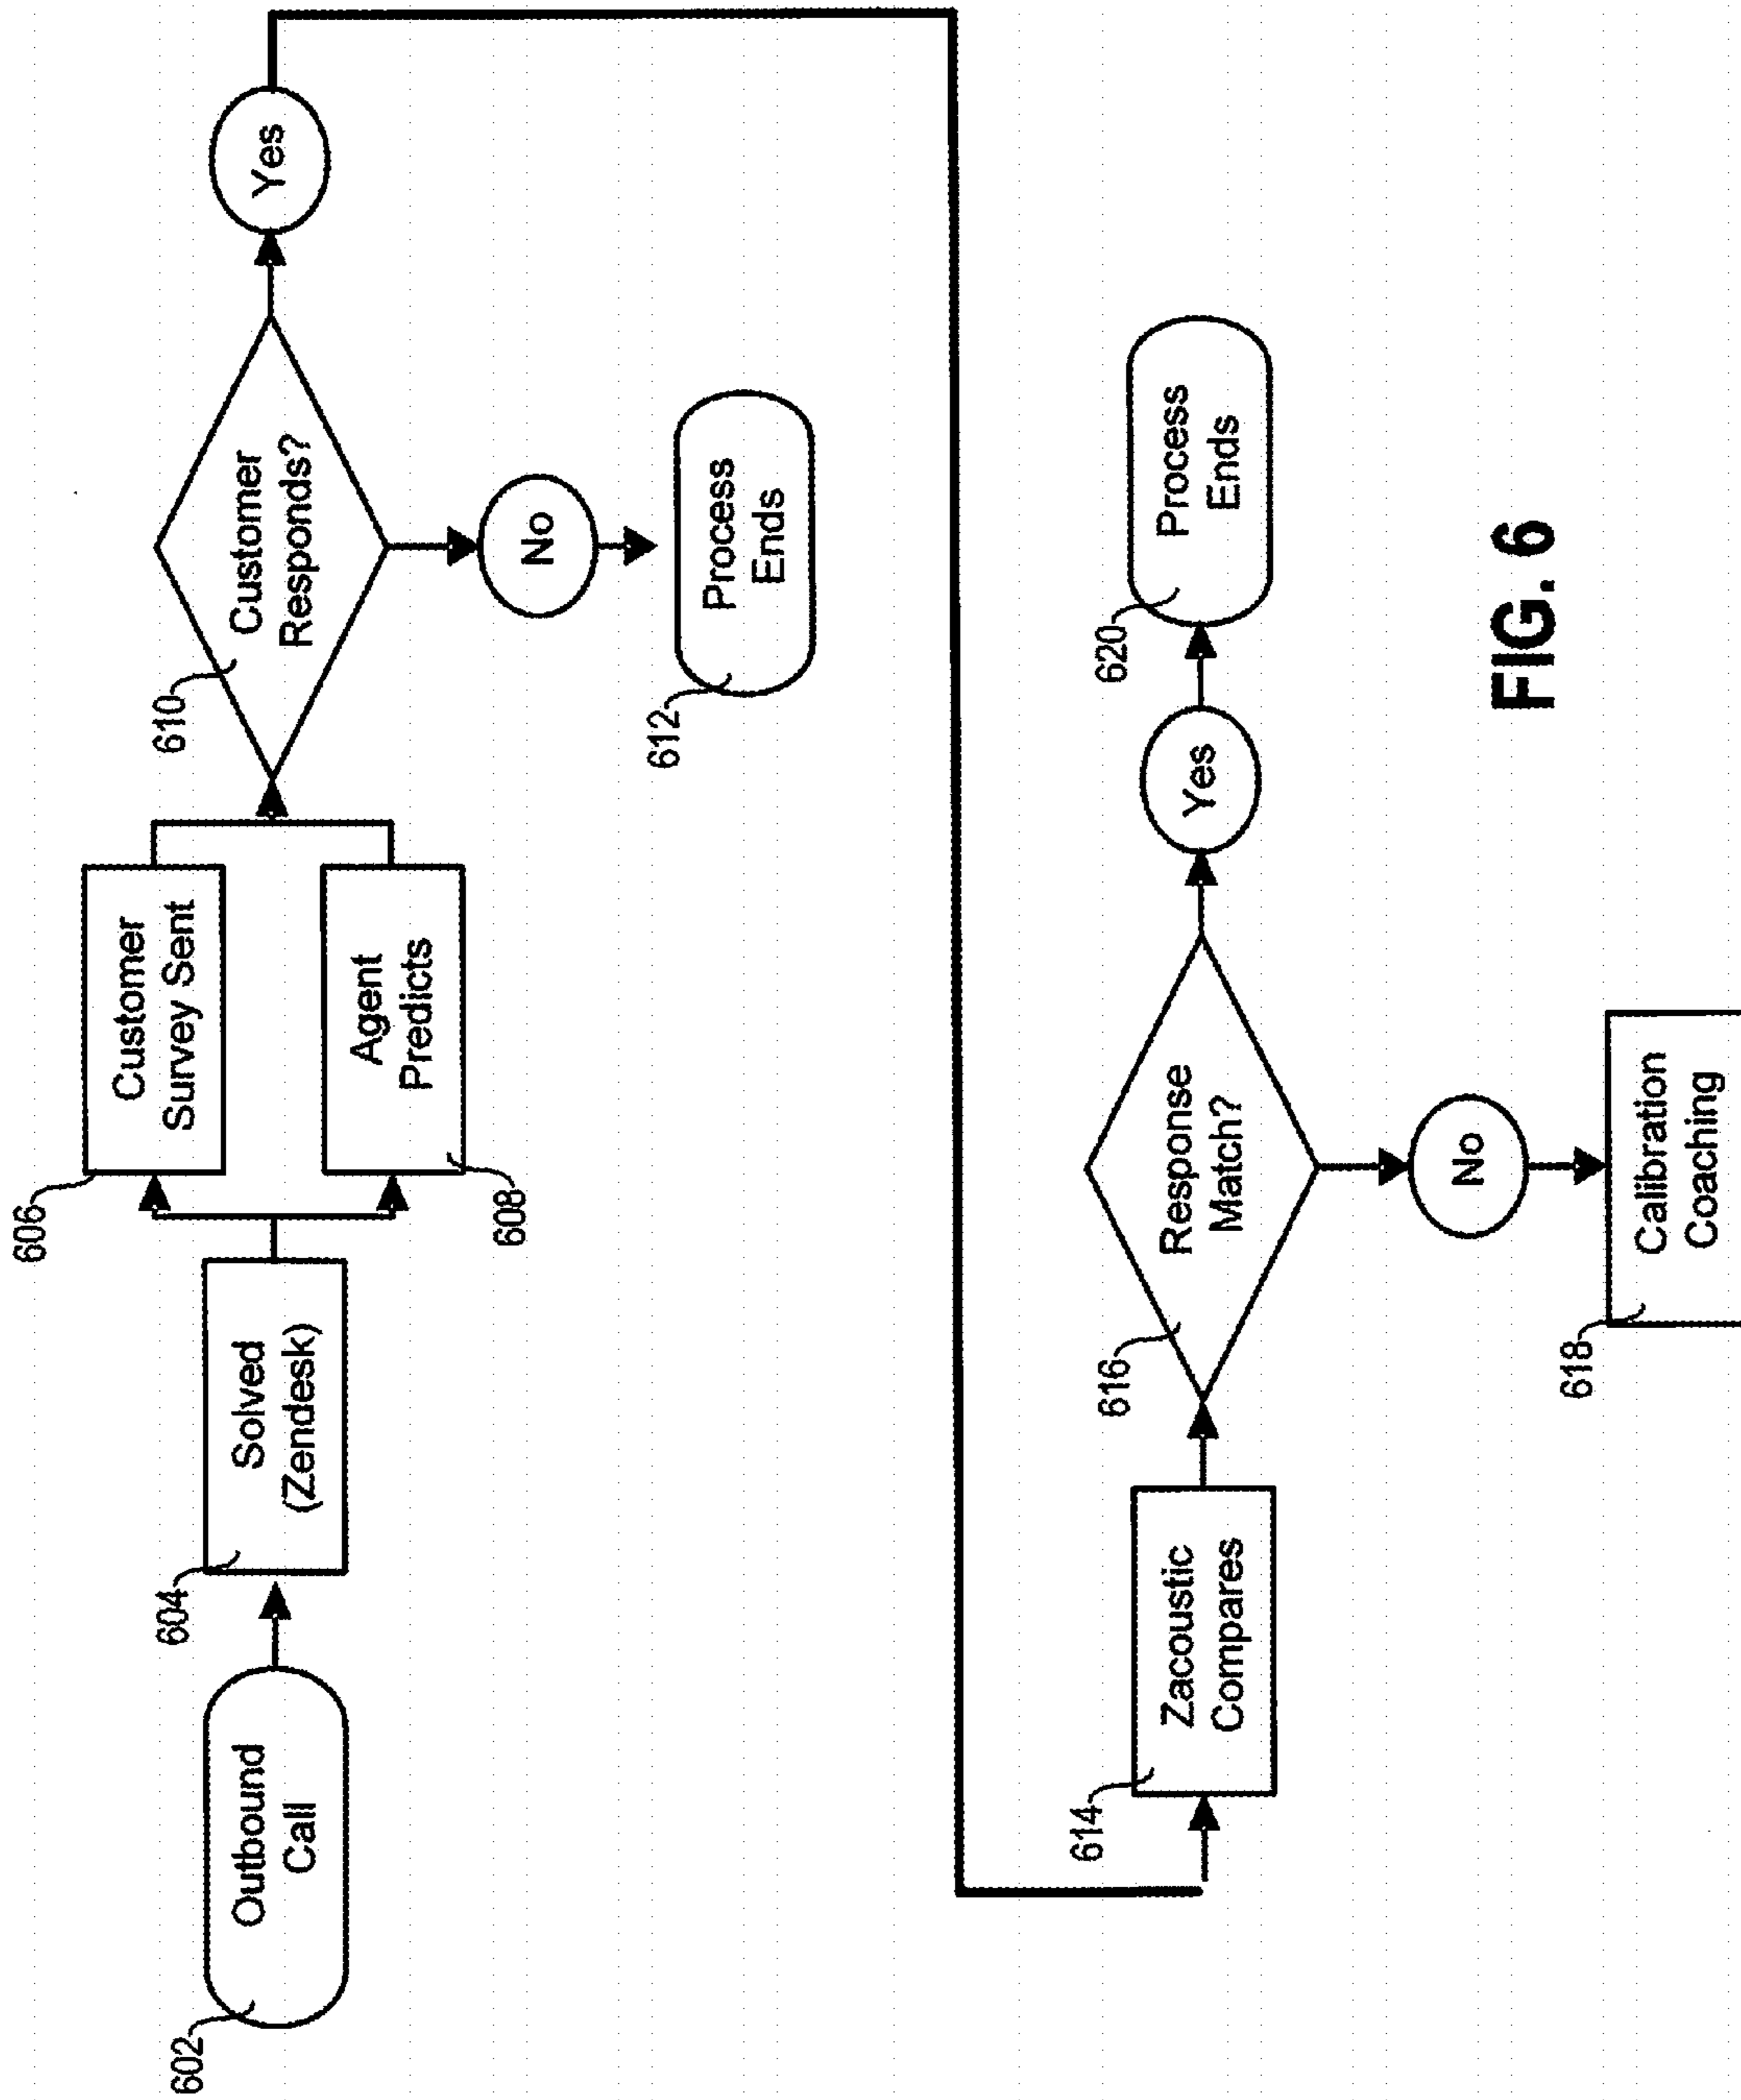 602
Outbound
Call
604
Solved
(Zendesk)
606
Customer
Survey Sent
608
Agent
Predicts
610
Customer
Responds?
Yes
No
612
Process
Ends
614
Zacoustic
Compares
616
Response
Match?
Yes
620
Process
Ends
No
618
Calibration
Coaching
FIG. 6